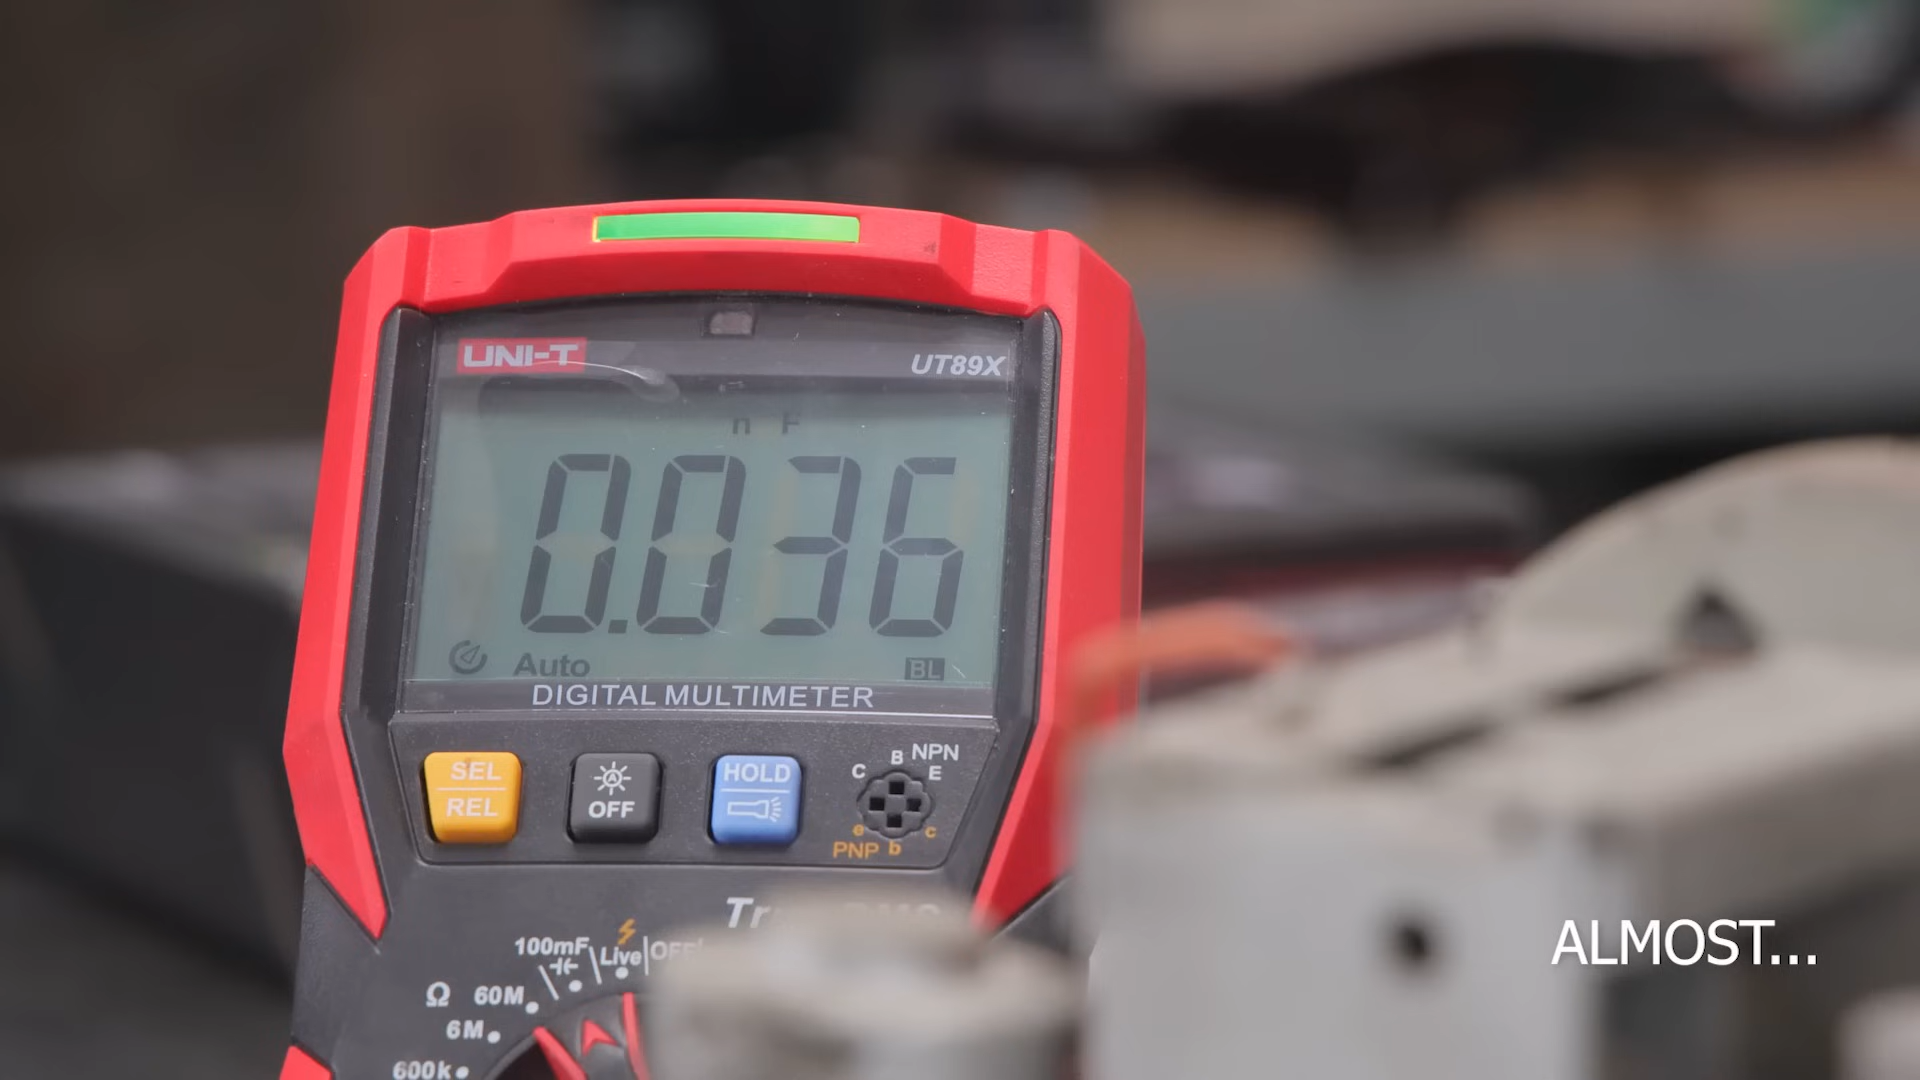 UNI-T
UT89X
n F
0.036
Auto
BL
DIGITAL MULTIMETER
SEL
REL
OFF
HOLD
NPN
B
C
E
e
c
PNP b
100mF
Live
OFF
Ω 60M
6M
600k
ALMOST...